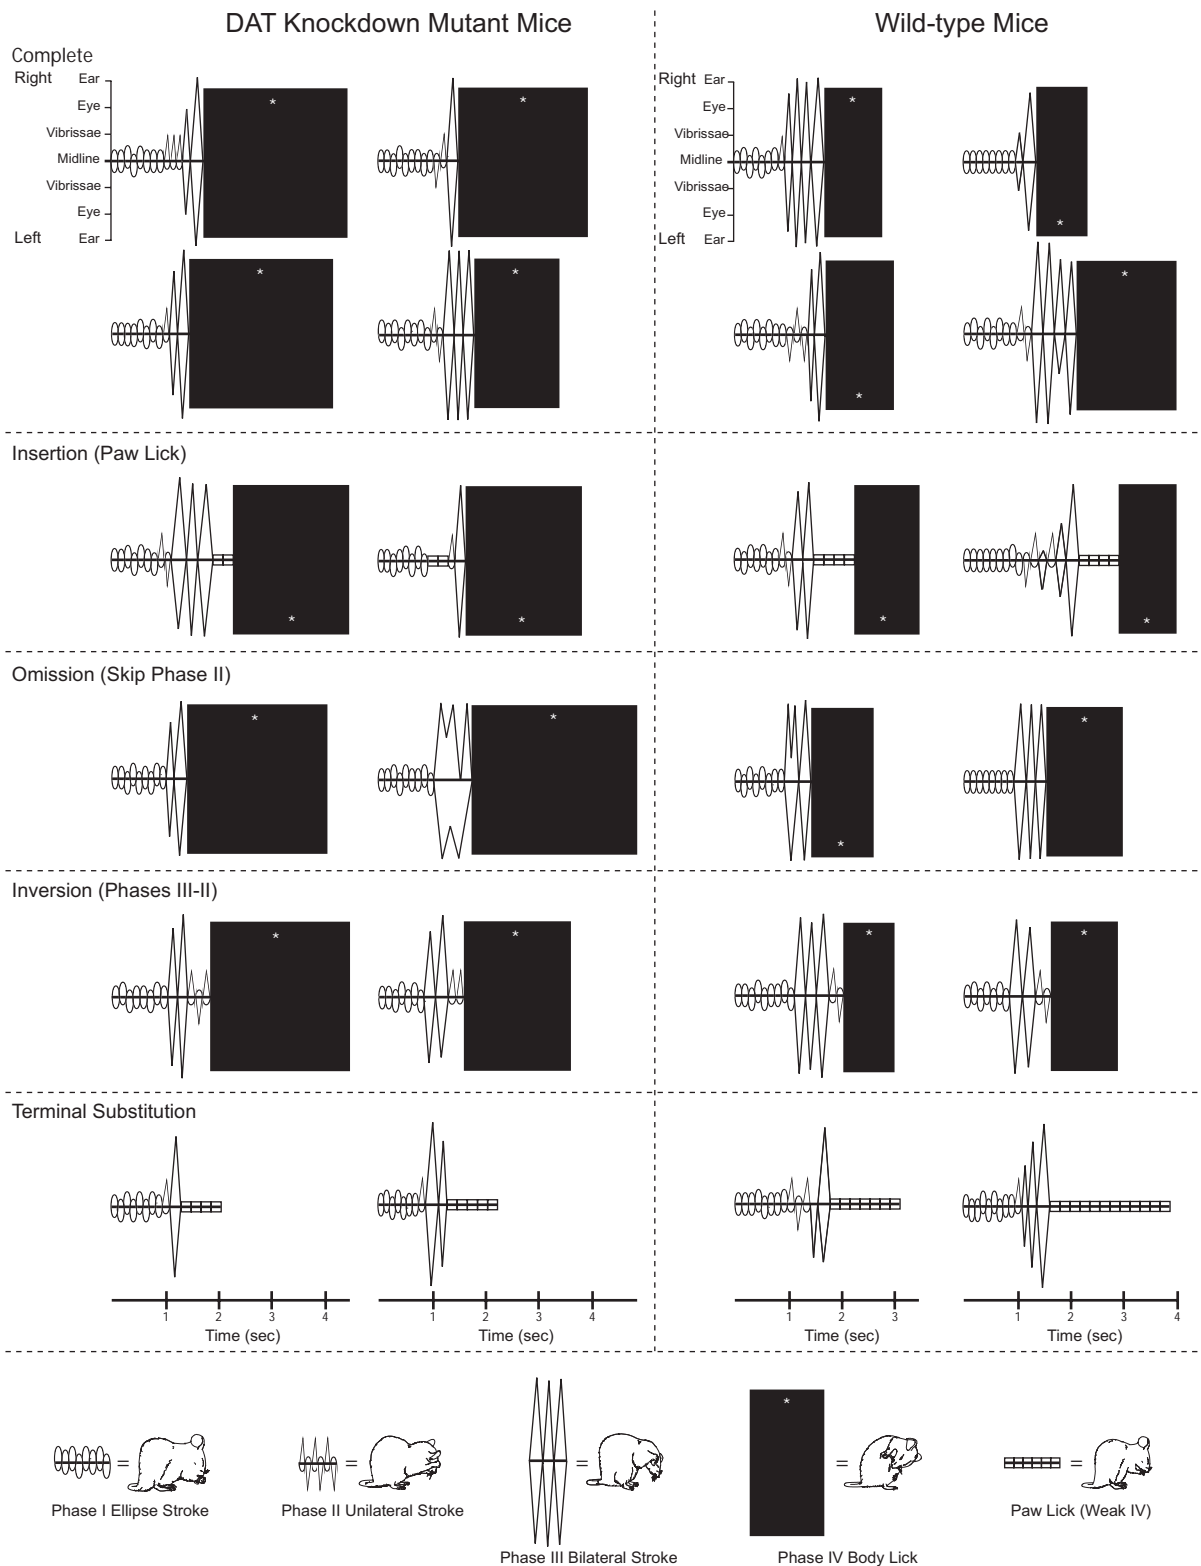 DAT Knockdown Mutant Mice
Wild-type Mice
Complete
Right Ear
Eye
Vibrissae
Midline
Vibrissae
Eye
Left Ear
Right Ear
Eye
Vibrissae
Midline
Vibrissae
Eye
Left Ear
* * * *
* * * *
Insertion (Paw Lick)
* * * *
Omission (Skip Phase II)
* * * *
Inversion (Phases III-II)
* * * *
Terminal Substitution
1 2 3 4
Time (sec)
1 2 3 4
Time (sec)
1 2 3
Time (sec)
1 2 3 4
Time (sec)
*
= = = = =
Phase I Ellipse Stroke
Phase II Unilateral Stroke
Phase III Bilateral Stroke
Phase IV Body Lick
Paw Lick (Weak IV)